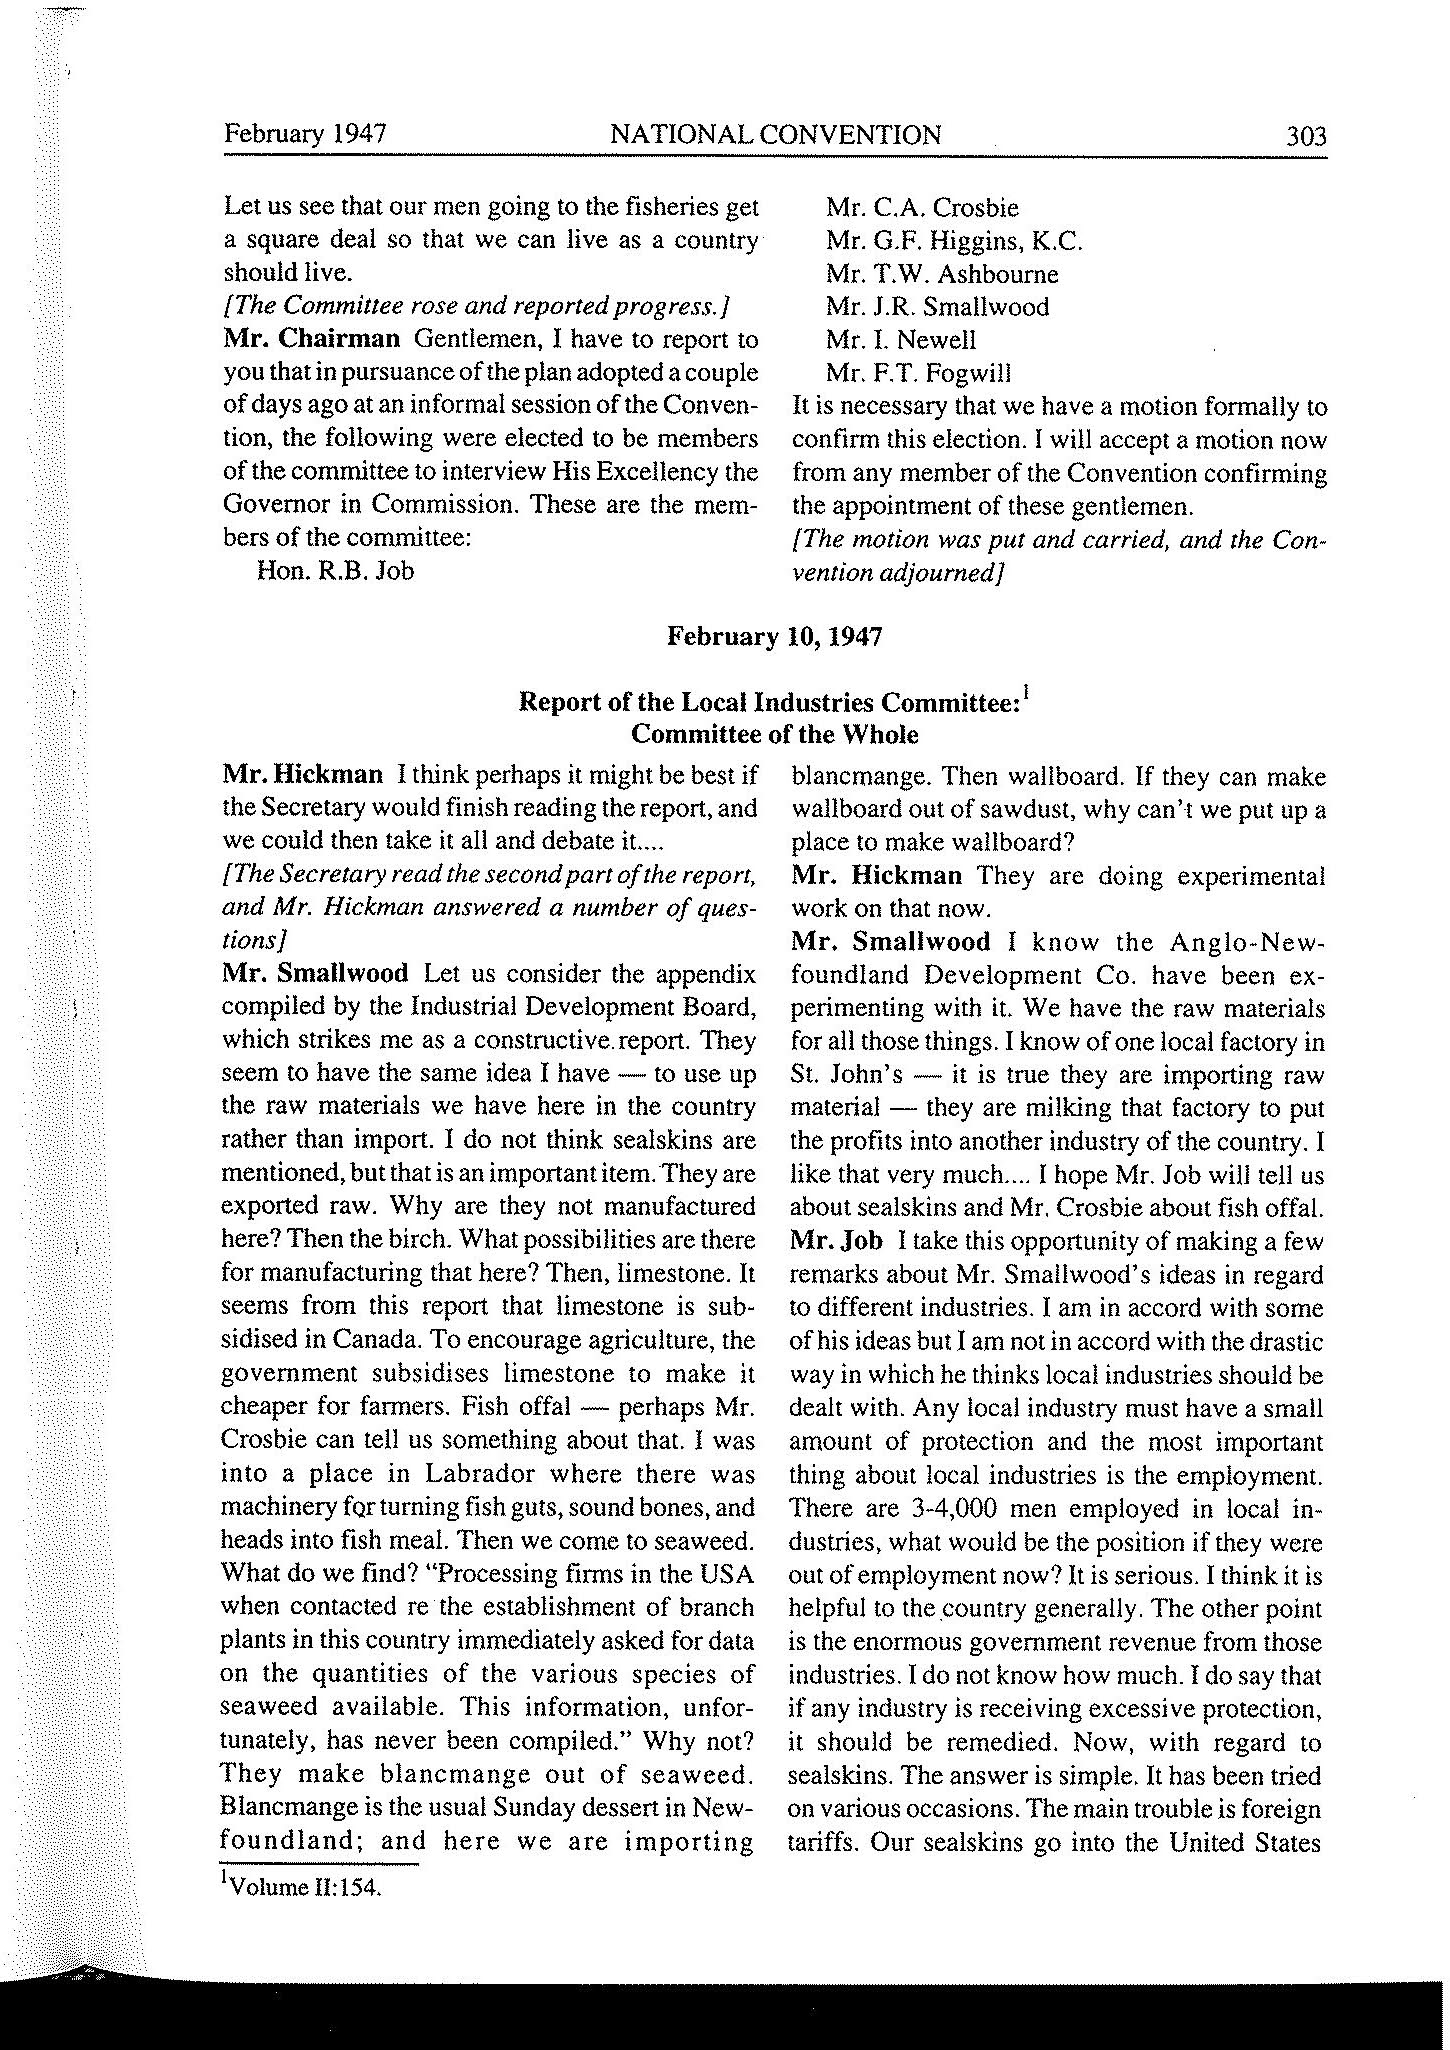 February 1947 NATIONAL CONVENTION 303
Let us see that our men going to the fisheries get
a square deal so that we can live as a country
should live.
[The Committee rose and reported progress.]
Mr. Chairman Gentlemen, I have to report to
you that in pursuance of the plan adopted a couple
of days ago at an informal session of the Conven-
tion, the following were elected to be members
of the committee to interview His Excellency the
Governor in Commission. These are the mem-
bers of the committee:
Hon. R.B. Job
Mr. C.A. Crosbie
Mr. G.F. Higgins, K.C.
Mr. T.W. Ashbourne
Mr. J.R. Smallwood
Mr. I. Newell
Mr. F.T. Fogwill
It is necessary that we have a motion formally to
confirm this election. I will accept a motion now
from any member of the Convention confirming
the appointment of these gentlemen.
[The motion was put and carried, and the Con-
vention adjourned]
February 10, 1947
Report of the Local Industries Committee:1
Committee of the Whole
Mr. Hickman I think perhaps it might be best if
the Secretary would finish reading the report, and
we could then take it all and debate it....
[The Secretary read the second part of the report,
and Mr. Hickman answered a number of ques-
tions]
Mr. Smallwood Let us consider the appendix
compiled by the Industrial Development Board,
which strikes me as a constructive report. They
seem to have the same idea I have — to use up
the raw materials we have here in the country
rather than import. I do not think sealskins are
mentioned, but that is an important item. They are
exported raw. Why are they not manufactured
here? Then the birch. What possibilities are there
for manufacturing that here? Then, limestone. It
seems from this report that limestone is sub-
sidised in Canada. To encourage agriculture, the
government subsidises limestone to make it
cheaper for farmers. Fish offal — perhaps Mr.
Crosbie can tell us something about that. I was
into a place in Labrador where there was
machinery for turning fish guts, sound bones, and
heads into fish meal. Then we come to seaweed.
What do we find? "Processing firms in the USA
when contacted re the establishment of branch
plants in this country immediately asked for data
on the quantities of the various species of
seaweed available. This information, unfor-
tunately, has never been compiled." Why not?
They make blancmange out of seaweed.
Blancmange is the usual Sunday dessert in New-
foundland; and here we are importing
1Volume II:154.
blancmange. Then wallboard. If they can make
wallboard out of sawdust, why can't we put up a
place to make wallboard?
Mr. Hickman They are doing experimental
work on that now.
Mr. Smallwood I know the Anglo-New-
foundland Development Co. have been ex-
perimenting with it. We have the raw materials
for all those things. I know of one local factory in
St. John's — it is true they are importing raw
material — they are milking that factory to put
the profits into another industry of the country. I
like that very much.... I hope Mr. Job will tell us
about sealskins and Mr. Crosbie about fish offal.
Mr. Job I take this opportunity of making a few
remarks about Mr. Smallwood's ideas in regard
to different industries. I am in accord with some
of his ideas but I am not in accord with the drastic
way in which he thinks local industries should be
dealt with. Any local industry must have a small
amount of protection and the most important
thing about local industries is the employment.
There are 3-4,000 men employed in local in-
dustries, what would be the position if they were
out of employment now? It is serious. I think it is
helpful to the country generally. The other point
is the enormous government revenue from those
industries. I do not know how much. I do say that
if any industry is receiving excessive protection,
it should be remedied. Now, with regard to
sealskins. The answer is simple. It has been tried
on various occasions. The main trouble is foreign
tariffs. Our sealskins go into the United States